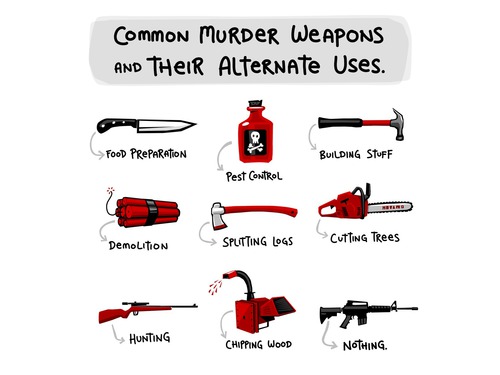 Common Murder Weapons
and Their Alternate Uses.
Food Preparation
Pest Control
Building Stuff
Demolition
Splitting Logs
Cutting Trees
Hunting
Chipping Wood
Nothing.